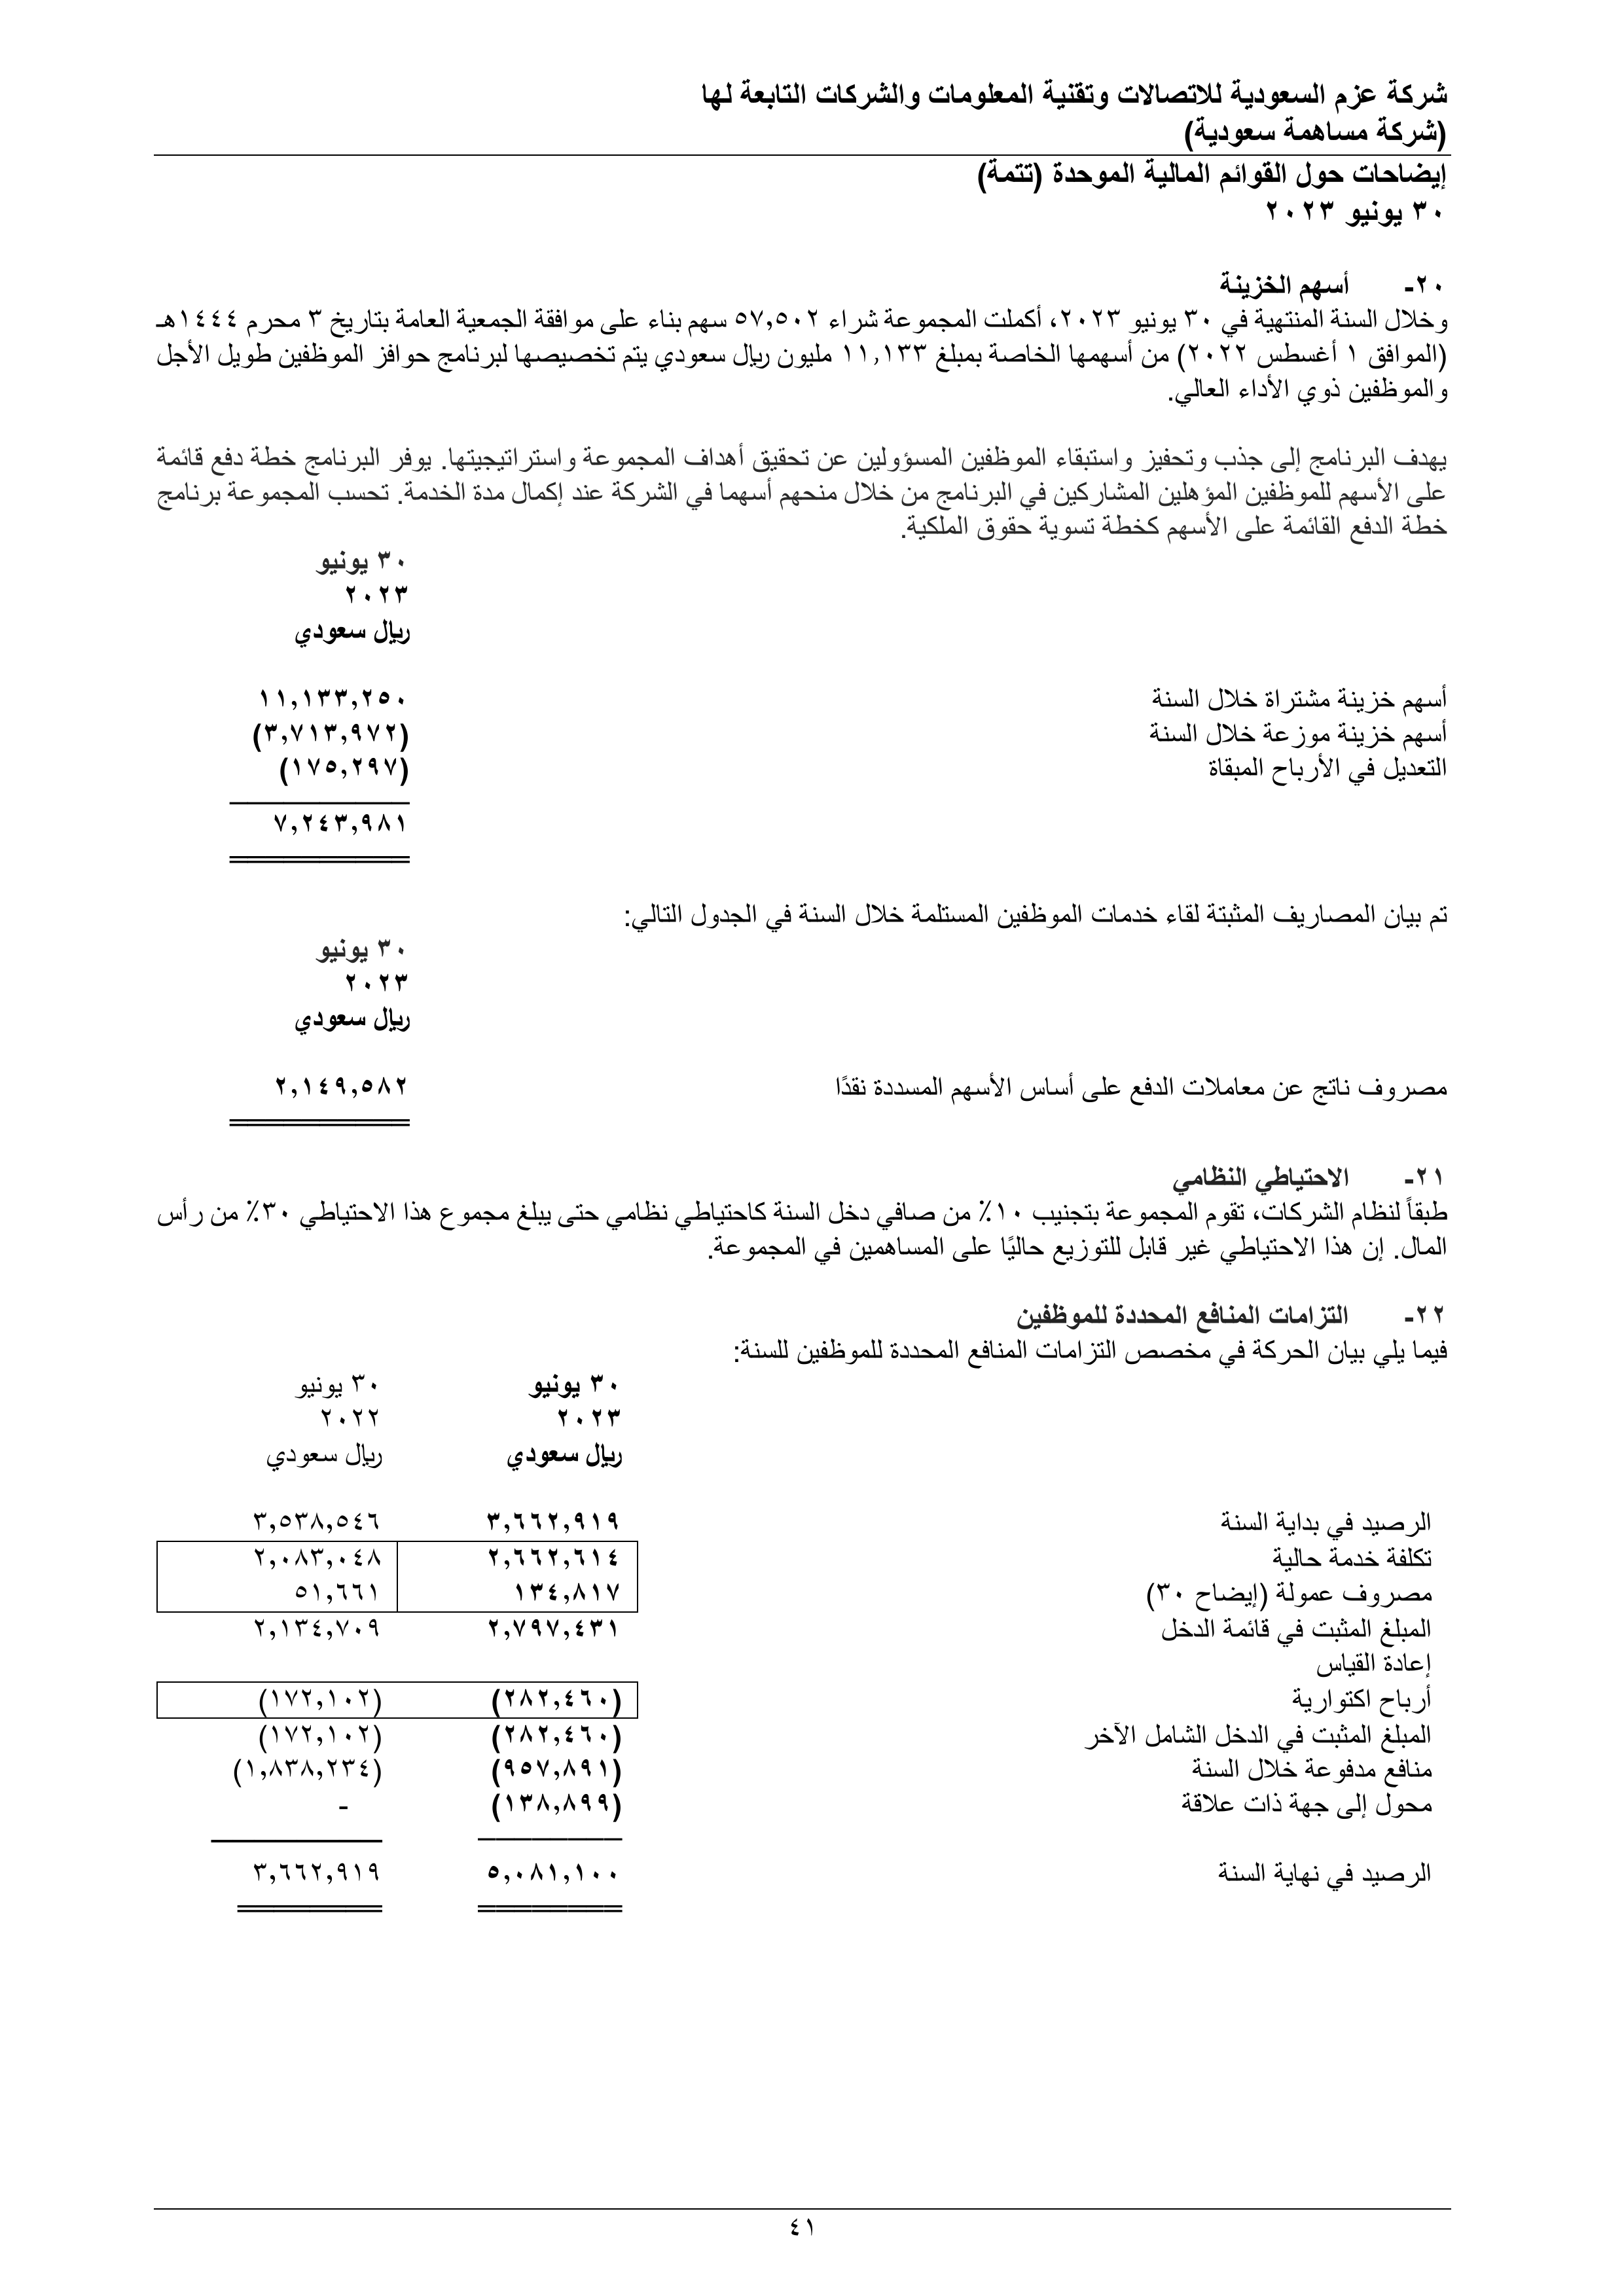 شركة عزم السعودية للاتصالات وتقنية المعلومات والشركات التابعة لها
(شركة مساهمة سعودية)
إيضاحات حول القوائم المالية الموحدة (تتمة)
٣٠ يونيو ٢٠٢٣
٢٠- أسهم الخزينة
وخلال السنة المنتهية في ٣٠ يونيو ٢٠٢٣، أكملت المجموعة شراء ٥٧,٥٠٢ سهم بناء على موافقة الجمعية العامة بتاريخ ٣ محرم ١٤٤٤هـ
(الموافق ١ أغسطس ٢٠٢٢) من أسهمها الخاصة بمبلغ ١١,١٣٣ مليون ريال سعودي يتم تخصيصها لبرنامج حوافز الموظفين طويل الأجل
والموظفين ذوي الأداء العالي.
يهدف البرنامج إلى جذب وتحفيز واستبقاء الموظفين المسؤولين عن تحقيق أهداف المجموعة واستراتيجيتها. يوفر البرنامج خطة دفع قائمة
على الأسهم للموظفين المؤهلين المشاركين في البرنامج من خلال منحهم أسهما في الشركة عند إكمال مدة الخدمة. تحسب المجموعة برنامج
خطة الدفع القائمة على الأسهم كخطة تسوية حقوق الملكية.
٣٠ يونيو
٢٠٢٣
ريال سعودي
أسهم خزينة مشتراة خلال السنة ١١,١٣٣,٢٥٠
أسهم خزينة موزعة خلال السنة (٣,٧١٣,٩٧٢)
التعديل في الأرباح المبقاة (١٧٥,٢٩٧)
٧,٢٤٣,٩٨١
تم بيان المصاريف المثبتة لقاء خدمات الموظفين المستلمة خلال السنة في الجدول التالي:
٣٠ يونيو
٢٠٢٣
ريال سعودي
مصروف ناتج عن معاملات الدفع على أساس الأسهم المسددة نقدًا ٢,١٤٩,٥٨٢
٢١- الاحتياطي النظامي
طبقاً لنظام الشركات، تقوم المجموعة بتجنيب ١٠٪ من صافي دخل السنة كاحتياطي نظامي حتى يبلغ مجموع هذا الاحتياطي ٣٠٪ من رأس
المال. إن هذا الاحتياطي غير قابل للتوزيع حاليًا على المساهمين في المجموعة.
٢٢- التزامات المنافع المحددة للموظفين
فيما يلي بيان الحركة في مخصص التزامات المنافع المحددة للموظفين للسنة:
٣٠ يونيو ٣٠ يونيو
٢٠٢٣ ٢٠٢٢
ريال سعودي ريال سعودي
الرصيد في بداية السنة ٣,٦٦٢,٩١٩ ٣,٥٣٨,٥٤٦
تكلفة خدمة حالية ٢,٦٦٢,٦١٤ ٢,٠٨٣,٠٤٨
مصروف عمولة (إيضاح ٣٠) ١٣٤,٨١٧ ٥١,٦٦١
المبلغ المثبت في قائمة الدخل ٢,٧٩٧,٤٣١ ٢,١٣٤,٧٠٩
إعادة القياس
أرباح اكتوارية (٢٨٢,٤٦٠) (١٧٢,١٠٢)
المبلغ المثبت في الدخل الشامل الآخر (٢٨٢,٤٦٠) (١٧٢,١٠٢)
منافع مدفوعة خلال السنة (٩٥٧,٨٩١) (١,٨٣٨,٢٣٤)
محول إلى جهة ذات علاقة (١٣٨,٨٩٩) -
الرصيد في نهاية السنة ٥,٠٨١,١٠٠ ٣,٦٦٢,٩١٩
٤١